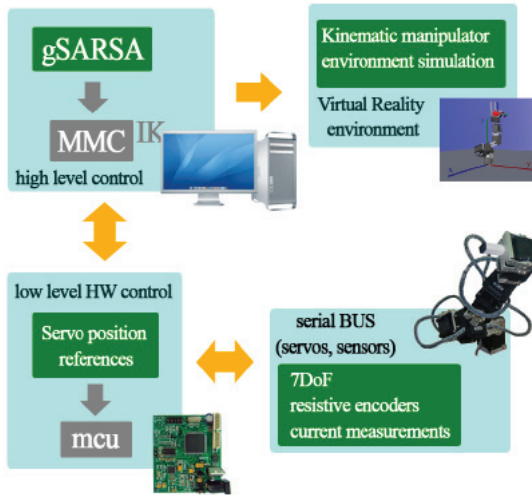 gSARSA
MMC IK
high level control
Kinematic manipulator
environment simulation
Virtual Reality
environment
low level HW control
Servo position
references
mcu
serial BUS
(servos, sensors)
7DoF
resistive encoders
current measurements